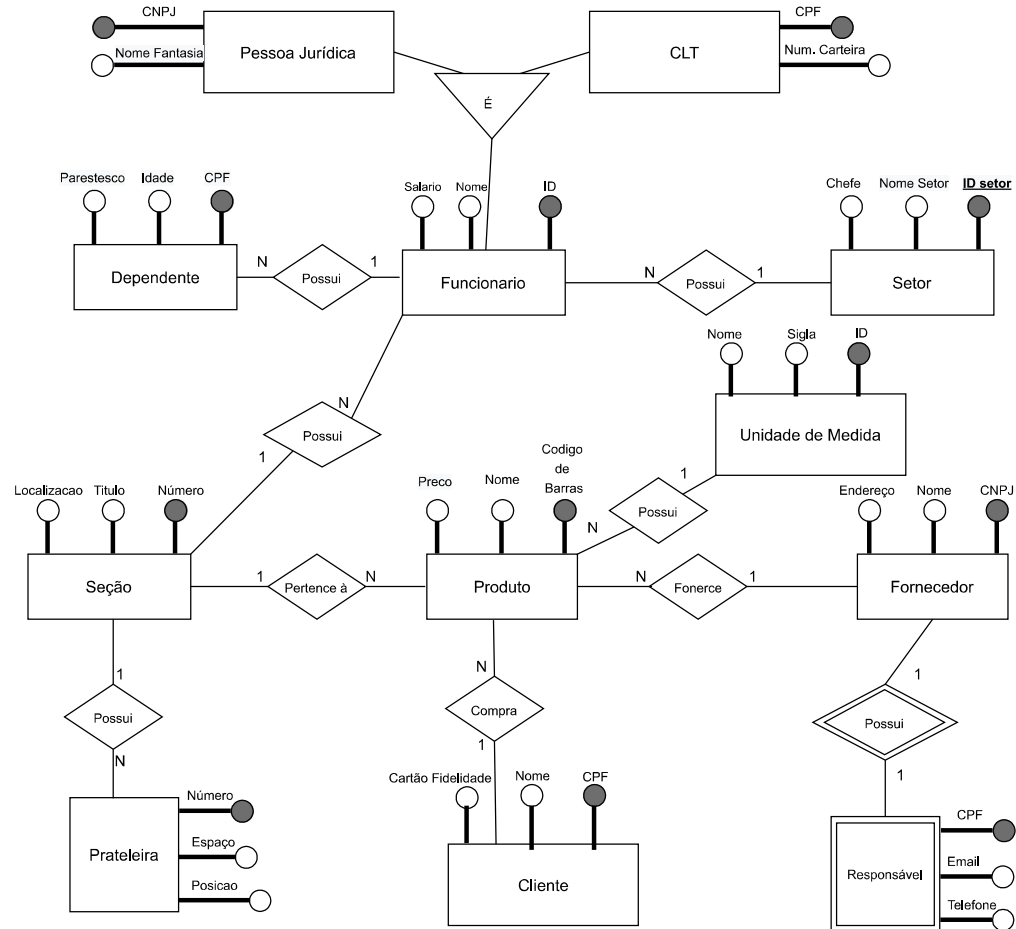 CNPJ
CPF
Nome Fantasia
Pessoa Jurídica
CLT
Num. Carteira
É
Parestesco
Idade
CPF
Salario
Nome
ID
Chefe
Nome Setor
ID setor
Dependente
N
Possui
1
Funcionario
N
Possui
1
Setor
Nome
Sigla
ID
N
Possui
1
Unidade de Medida
Localizacao
Titulo
Número
Preco
Nome
Codigo
de
Barras
1
Possui
N
Endereço
Nome
CNPJ
Seção
1
Pertence à
N
Produto
N
Fonerce
1
Fornecedor
1
Possui
N
N
Compra
1
1
Possui
1
Número
Espaço
Posicao
Prateleira
Cartão Fidelidade
Nome
CPF
Cliente
CPF
Email
Telefone
Responsável